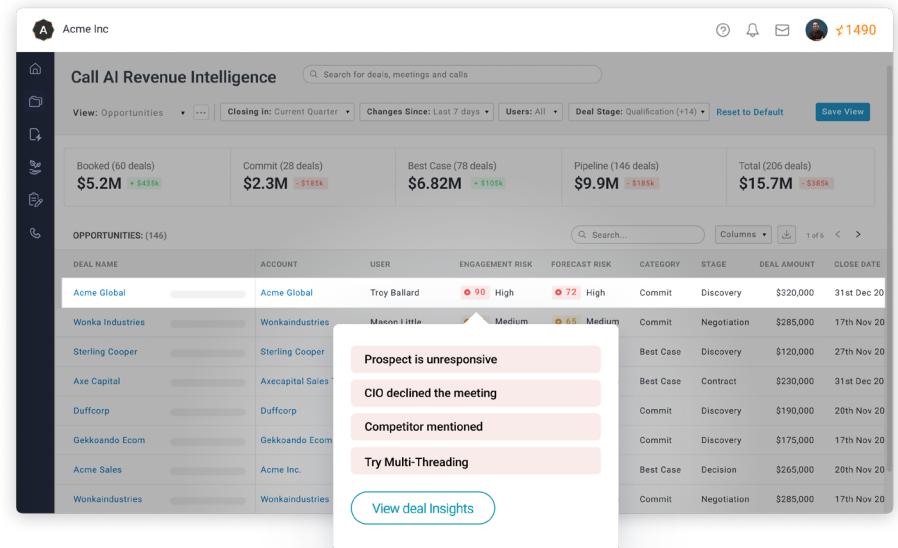 A Acme Inc
1490
Call AI Revenue Intelligence
Search for deals, meetings and calls
View: Opportunities
Closing in: Current Quarter
Changes Since: Last 7 days
Users: All
Deal Stage: Qualification (+14)
Reset to Default
Save View
Booked (60 deals)
$5.2M + $435k
Commit (28 deals)
$2.3M - $185k
Best Case (78 deals)
$6.82M + $105k
Pipeline (146 deals)
$9.9M - $185k
Total (206 deals)
$15.7M - $385k
OPPORTUNITIES: (146)
Search...
Columns
1 of 6
DEAL NAME ACCOUNT USER ENGAGEMENT RISK FORECAST RISK CATEGORY STAGE DEAL AMOUNT CLOSE DATE
Acme Global Acme Global Troy Ballard 90 High 72 High Commit Discovery $320,000 31st Dec 20
Wonka Industries Wonkaindustries Mason Little Medium 65 Medium Commit Negotiation $285,000 17th Nov 20
Sterling Cooper Sterling Cooper Best Case Discovery $120,000 27th Nov 20
Axe Capital Axecapital Sales Best Case Contract $230,000 31st Dec 20
Duffcorp Duffcorp Commit Discovery $190,000 20th Nov 20
Gekkoando Ecom Gekkoando Ecom Commit Discovery $175,000 17th Nov 20
Acme Sales Acme Inc. Best Case Decision $265,000 20th Nov 20
Wonkaindustries Wonkaindustries Commit Negotiation $285,000 17th Nov 20
Prospect is unresponsive
CIO declined the meeting
Competitor mentioned
Try Multi-Threading
View deal Insights